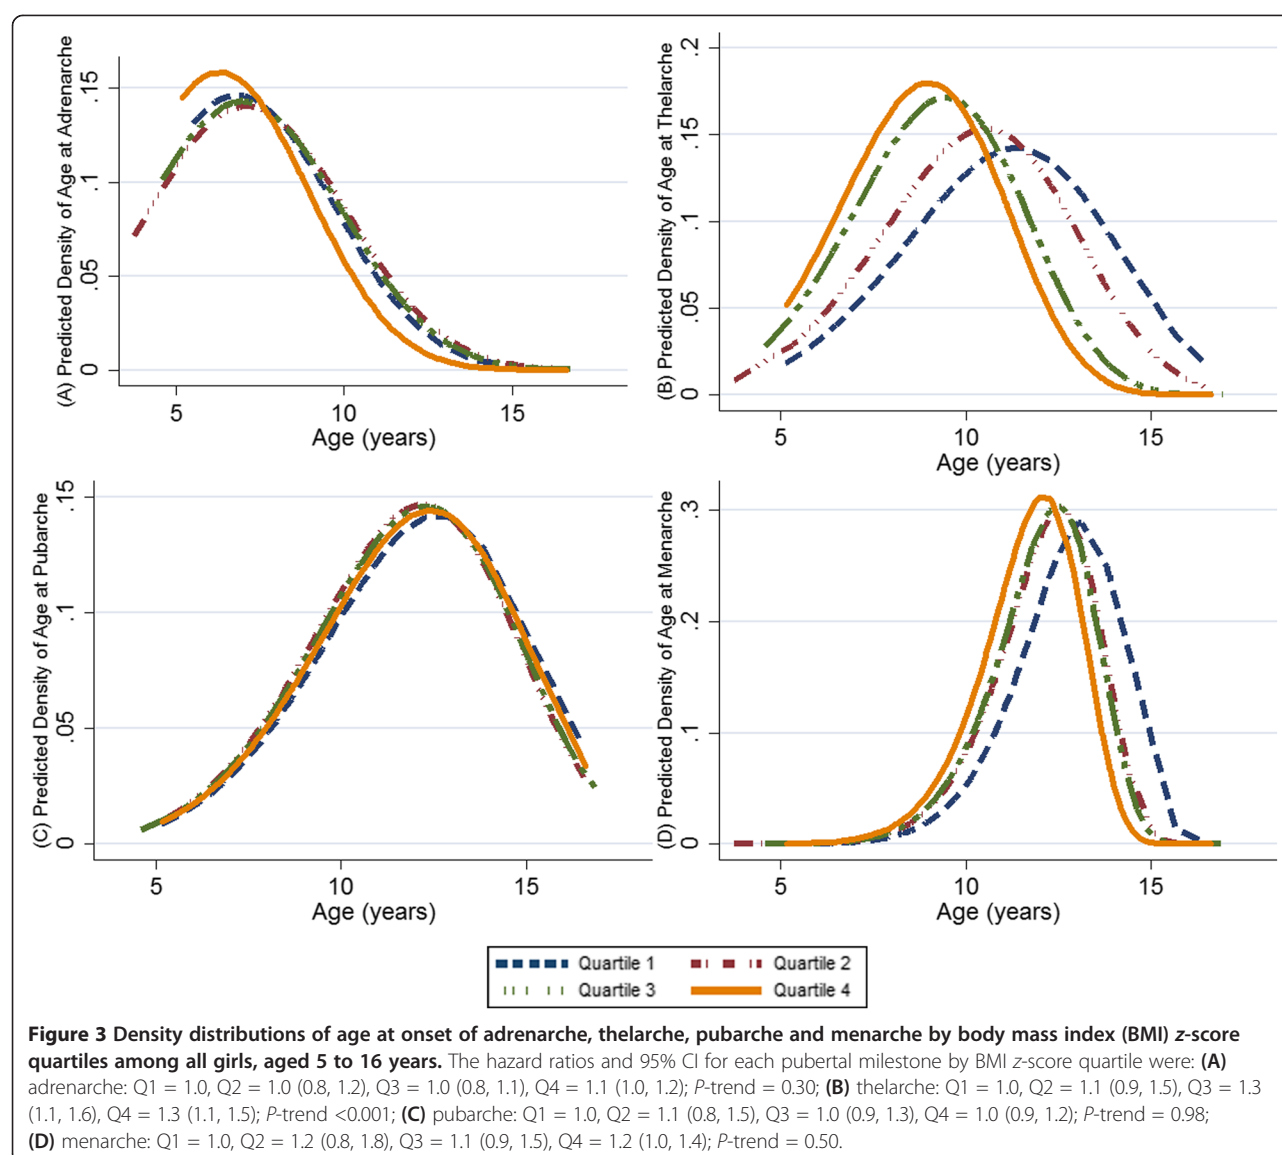 (A) Predicted Density of Age at Adrenarche
.15
.1
.05
0
5
10
15
Age (years)
(B) Predicted Density of Age at Thelarche
.2
.15
.1
.05
0
5
10
15
Age (years)
(C) Predicted Density of Age at Pubarche
.15
.1
.05
0
5
10
15
Age (years)
(D) Predicted Density of Age at Menarche
.3
.2
.1
0
5
10
15
Age (years)
Quartile 1 Quartile 2
Quartile 3 Quartile 4
Figure 3 Density distributions of age at onset of adrenarche, thelarche, pubarche and menarche by body mass index (BMI) z-score
quartiles among all girls, aged 5 to 16 years. The hazard ratios and 95% CI for each pubertal milestone by BMI z-score quartile were: (A)
adrenarche: Q1 = 1.0, Q2 = 1.0 (0.8, 1.2), Q3 = 1.0 (0.8, 1.1), Q4 = 1.1 (1.0, 1.2); P-trend = 0.30; (B) thelarche: Q1 = 1.0, Q2 = 1.1 (0.9, 1.5), Q3 = 1.3
(1.1, 1.6), Q4 = 1.3 (1.1, 1.5); P-trend <0.001; (C) pubarche: Q1 = 1.0, Q2 = 1.1 (0.8, 1.5), Q3 = 1.0 (0.9, 1.3), Q4 = 1.0 (0.9, 1.2); P-trend = 0.98;
(D) menarche: Q1 = 1.0, Q2 = 1.2 (0.8, 1.8), Q3 = 1.1 (0.9, 1.5), Q4 = 1.2 (1.0, 1.4); P-trend = 0.50.